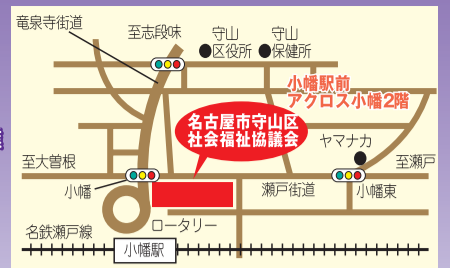 竜泉寺街道
至志段味
守山
区役所
守山
保健所
小幡駅前
アクロス小幡2階
名古屋市守山区
社会福祉協議会
ヤマナカ
至大曽根
至瀬戸
小幡
瀬戸街道
小幡東
ロータリー
名鉄瀬戸線
小幡駅